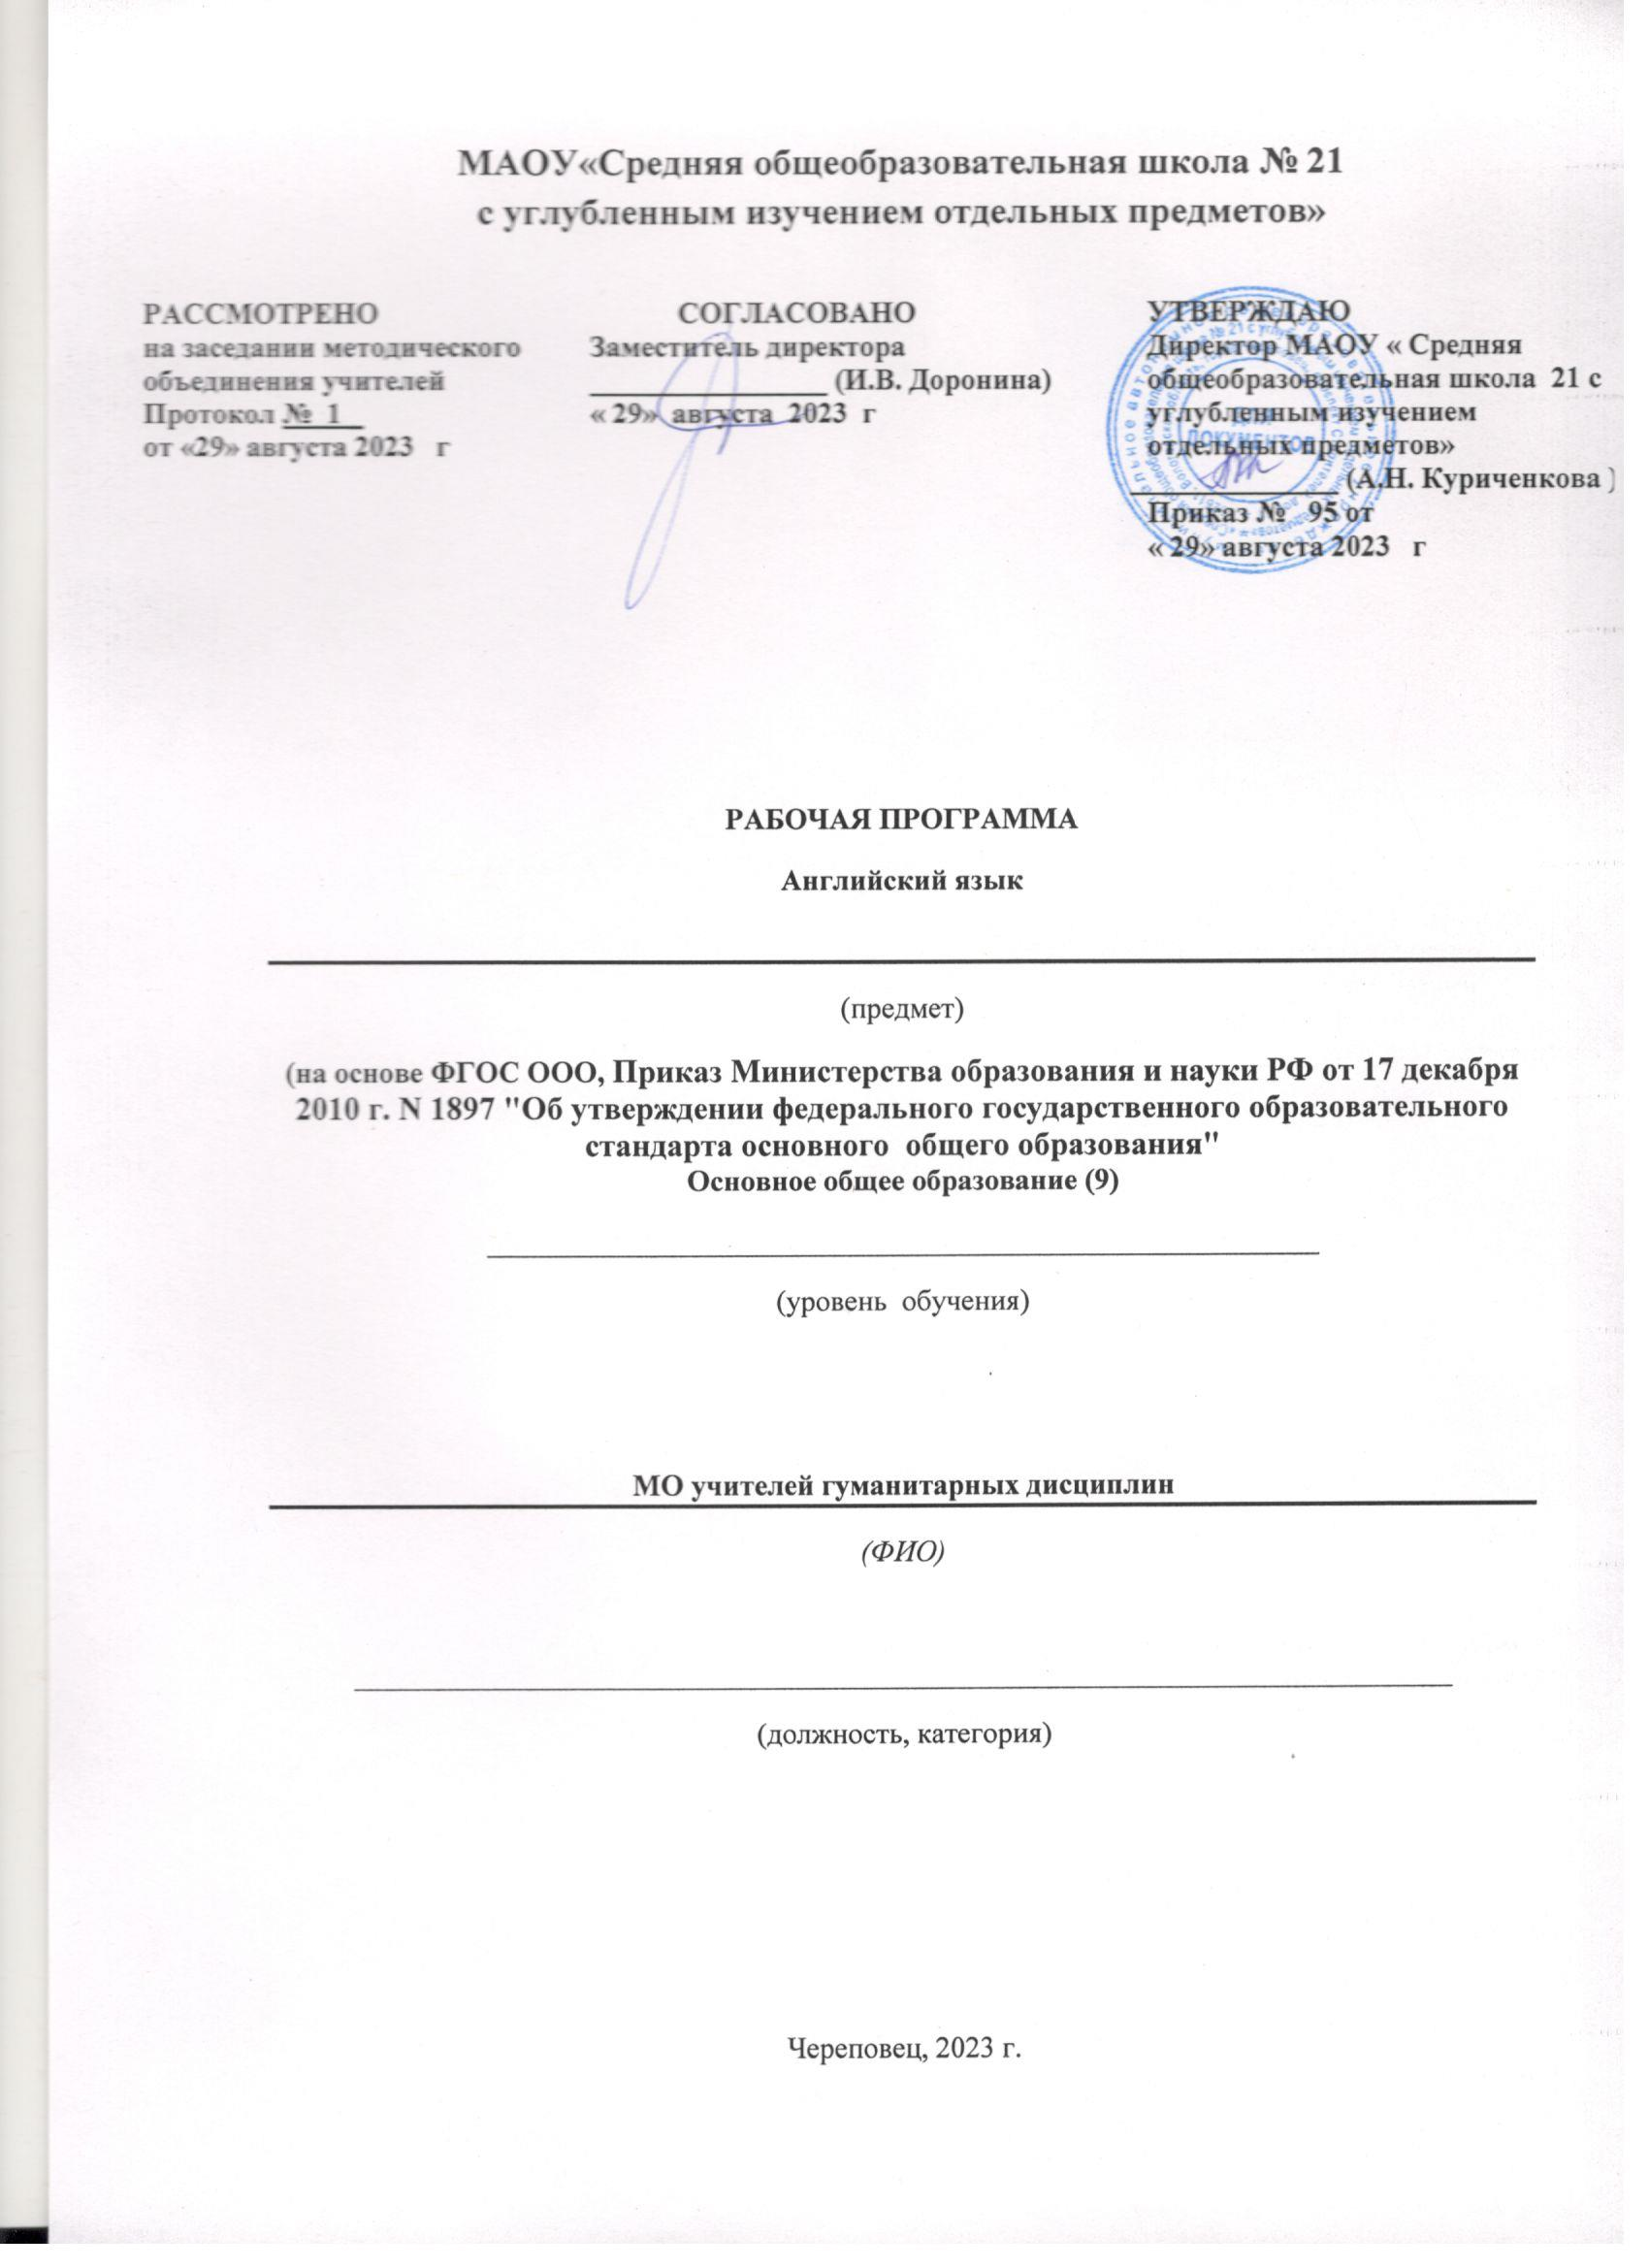 МАОУ«Средняя общеобразовательная школа № 21
с углубленным изучением отдельных предметов»
РАССМОТРЕНО
на заседании методического
объединения учителей
Протокол № 1
от «29» августа 2023 г
СОГЛАСОВАНО
Заместитель директора
________________ (И.В. Доронина)
« 29» августа 2023 г
УТВЕРЖДАЮ
Директор МАОУ « Средняя
общеобразовательная школа 21 с
углубленным изучением
отдельных предметов»
______________ (А.Н. Куриченкова )
Приказ № 95 от
« 29» августа 2023 г
ДОКУМЕНТОВ
РАБОЧАЯ ПРОГРАММА
Английский язык
(предмет)
(на основе ФГОС ООО, Приказ Министерства образования и науки РФ от 17 декабря
2010 г. N 1897 "Об утверждении федерального государственного образовательного
стандарта основного общего образования"
Основное общее образование (9)
(уровень обучения)
МО учителей гуманитарных дисциплин
(ФИО)
(должность, категория)
Череповец, 2023 г.